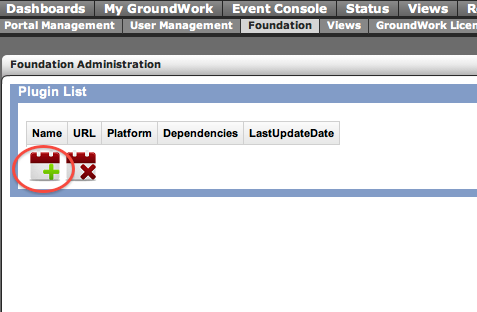 Dashboards My GroundWork Event Console Status Views
Portal Management User Management Foundation Views GroundWork
Foundation Administration
Plugin List
Name URL Platform Dependencies LastUpdateDate